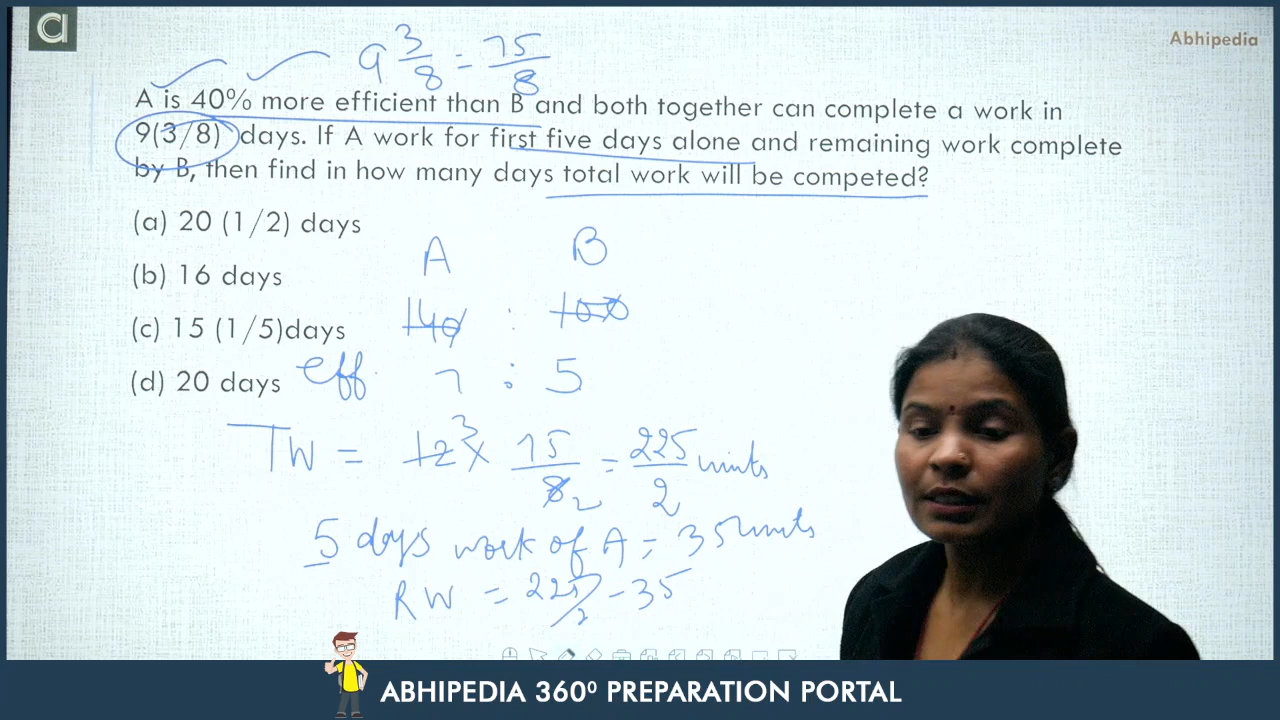 a
Abhipedia
9 3/8 = 75/8
A is 40% more efficient than B and both together can complete a work in
9(3/8) days. If A work for first five days alone and remaining work complete
by B, then find in how many days total work will be competed?
(a) 20 (1/2) days
A B
(b) 16 days
140 : 100
(c) 15 (1/5)days
(d) 20 days eff 7 : 5
TW = 12 3 x 75/8 2 = 225/2 units
5 days work of A = 35 units
RW = 225/2 - 35
ABHIPEDIA 360⁰ PREPARATION PORTAL